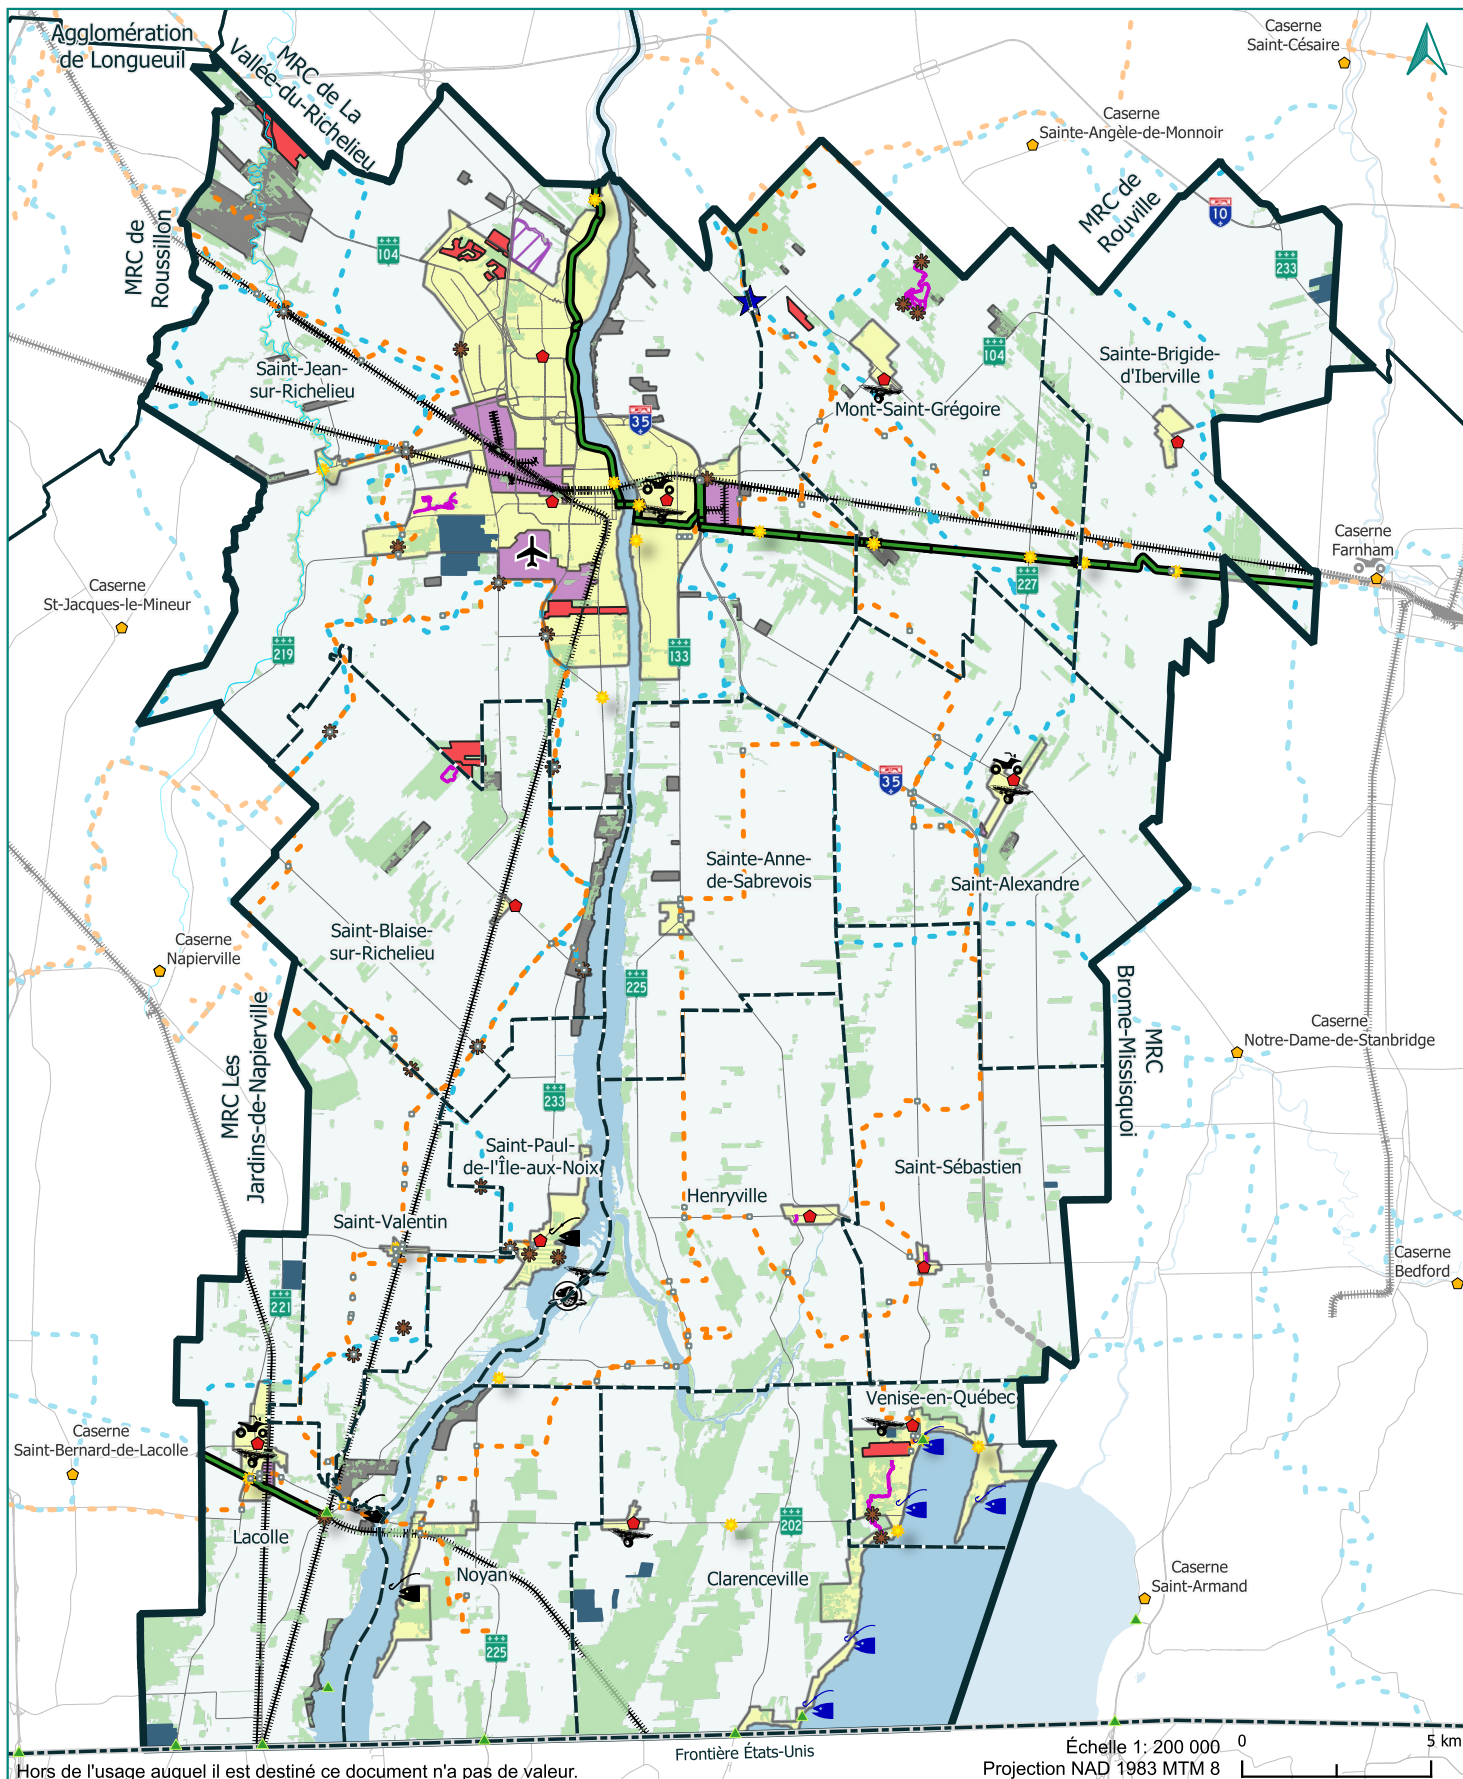 Agglomération
de Longueuil
MRC de La
Vallée-du-Richelieu
Caserne
Saint-Césaire
Caserne
Sainte-Angèle-de-Monnoir
MRC de
Rouville
10
MRC de
Roussillon
104
233
Saint-Jean-
sur-Richelieu
104
Sainte-Brigide-
d'Iberville
35
Mont-Saint-Grégoire
Caserne
Farnham
Caserne
St-Jacques-le-Mineur
227
219
133
35
Sainte-Anne-
de-Sabrevois
Saint-Alexandre
Saint-Blaise-
sur-Richelieu
Caserne
Napierville
225
MRC
Brome-Missisquoi
Caserne
Notre-Dame-de-Stanbridge
MRC Les
Jardins-de-Napierville
233
Saint-Paul-
de-l'Île-aux-Noix
Saint-Sébastien
Henryville
Saint-Valentin
Caserne
Bedford
221
Venise-en-Québec
Caserne
Saint-Bernard-de-Lacolle
202
Lacolle
Noyan
Clarenceville
Caserne
Saint-Armand
225
Frontière États-Unis
Échelle 1: 200 000
Projection NAD 1983 MTM 8
0 5 km
Hors de l'usage auquel il est destiné ce document n'a pas de valeur.